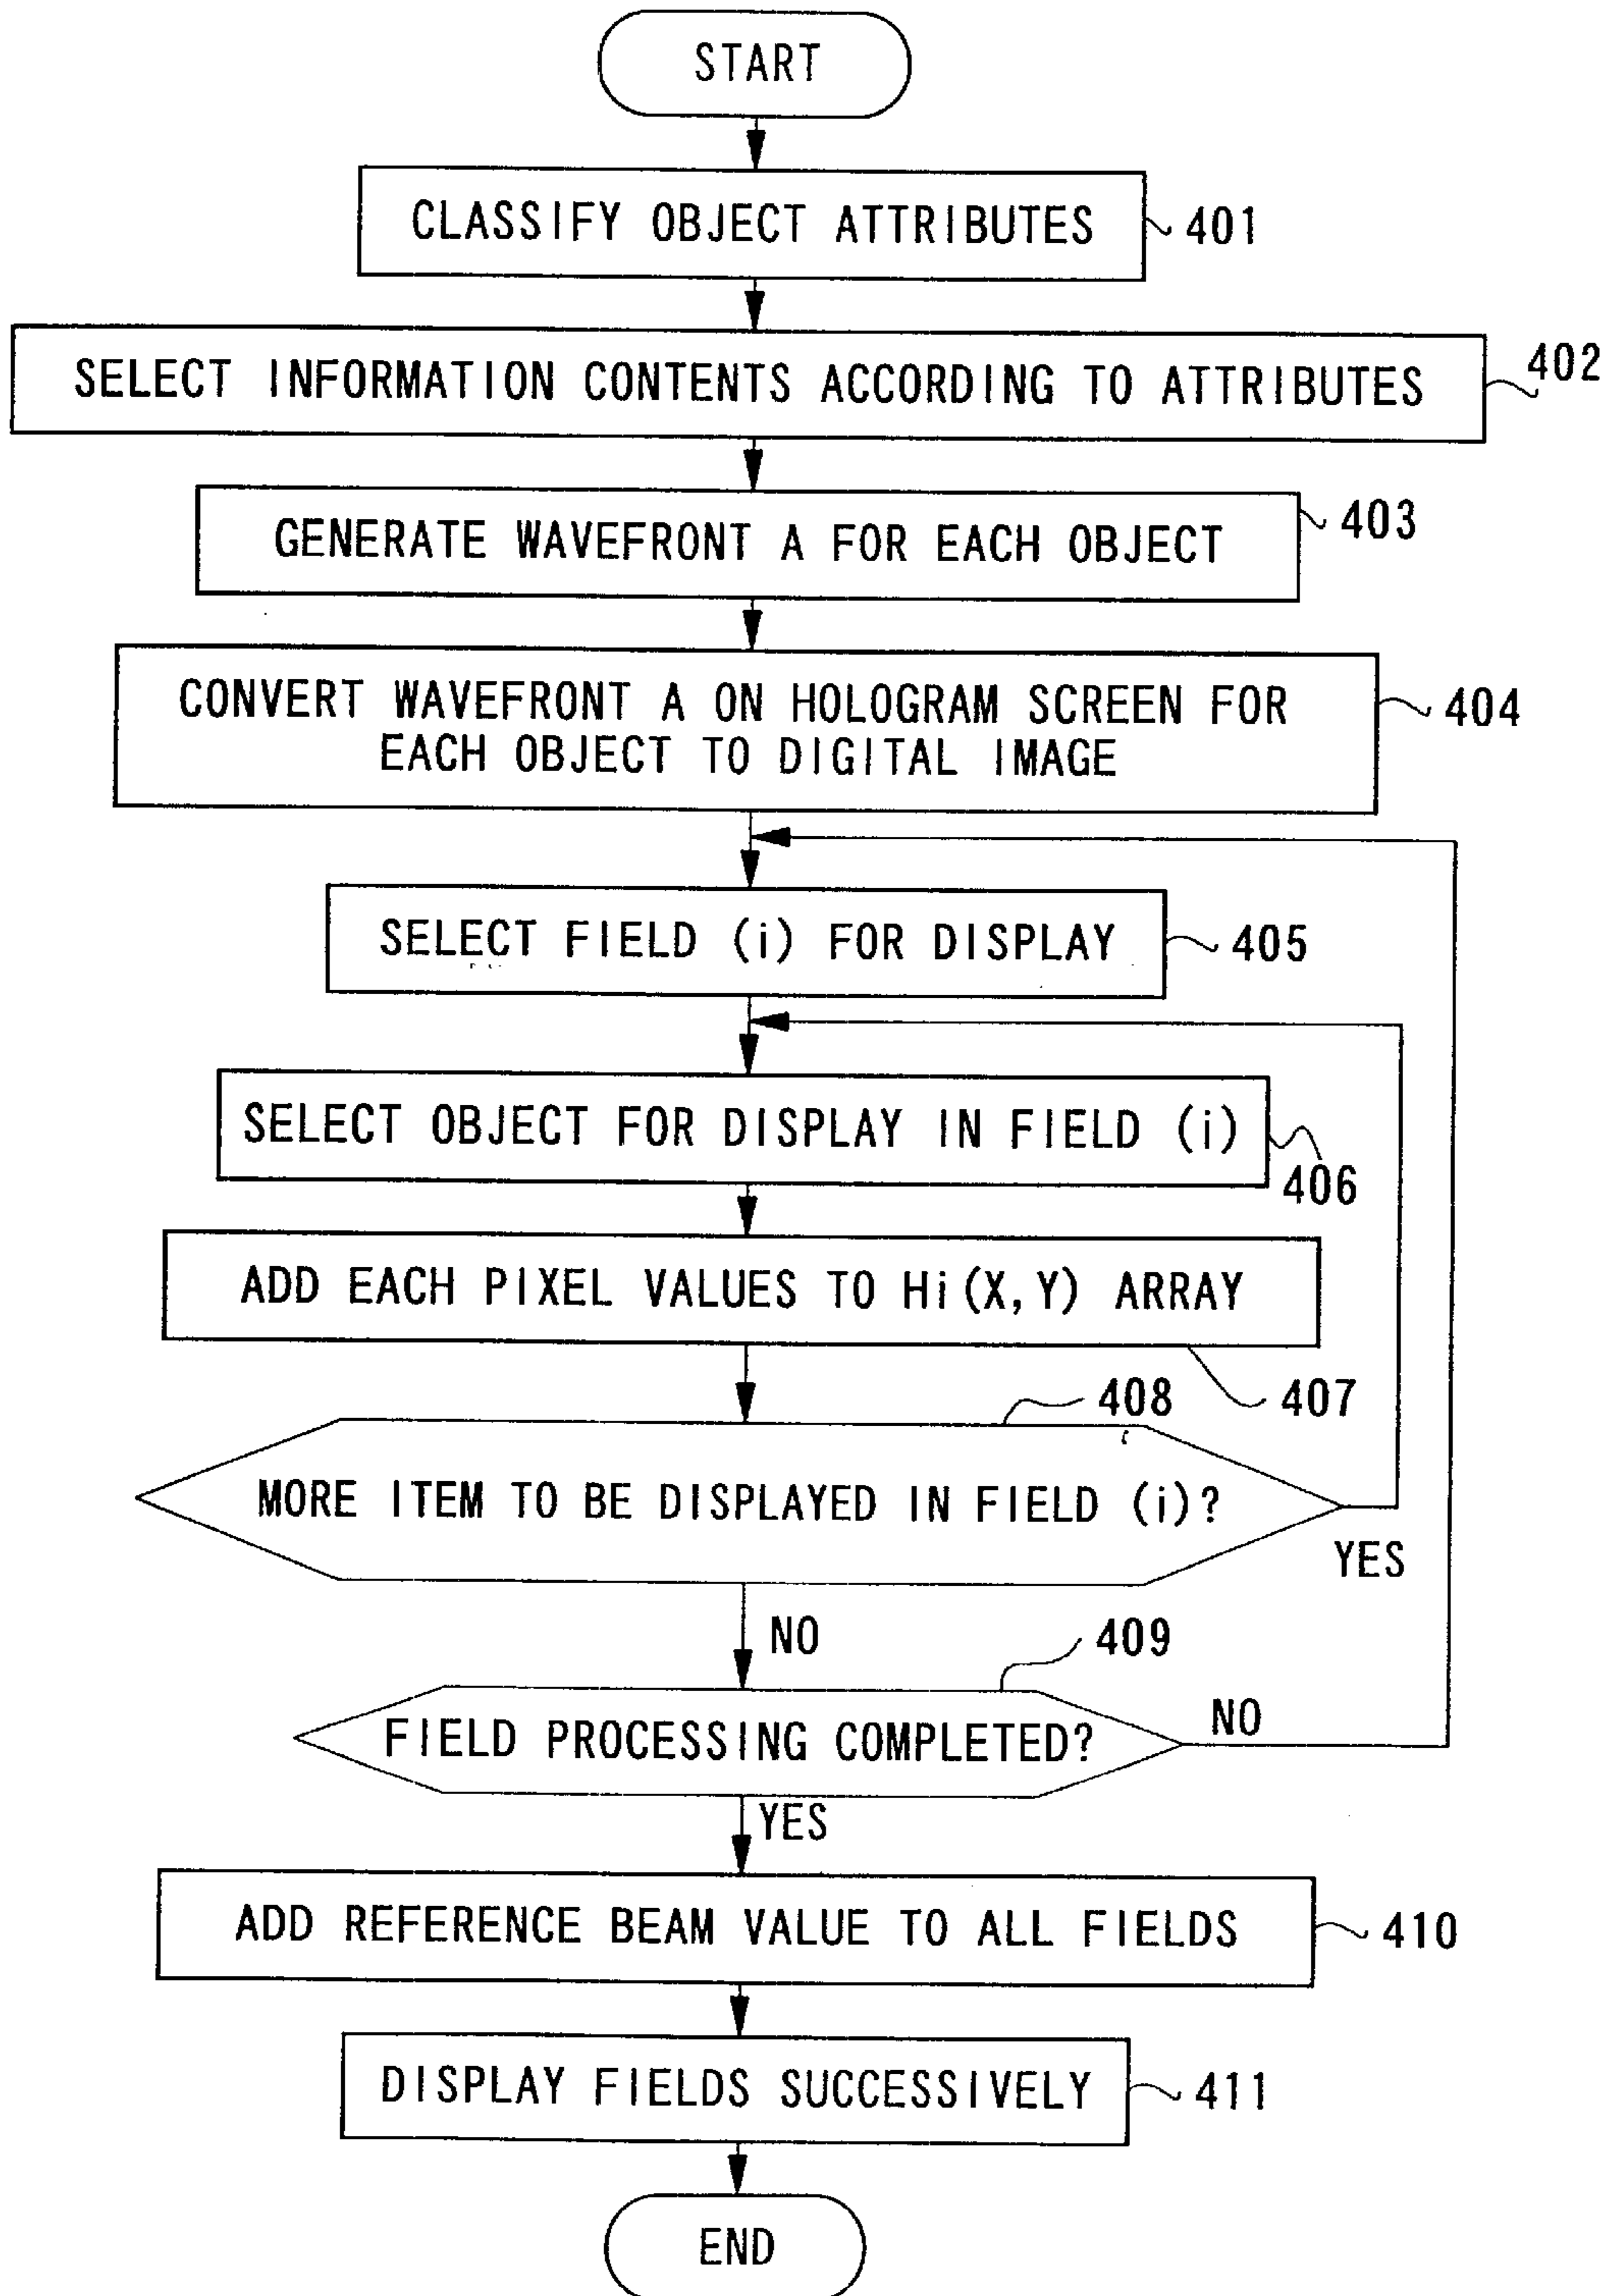 START
CLASSIFY OBJECT ATTRIBUTES
401
SELECT INFORMATION CONTENTS ACCORDING TO ATTRIBUTES
402
GENERATE WAVEFRONT A FOR EACH OBJECT
403
CONVERT WAVEFRONT A ON HOLOGRAM SCREEN FOR
EACH OBJECT TO DIGITAL IMAGE
404
SELECT FIELD (i) FOR DISPLAY
405
SELECT OBJECT FOR DISPLAY IN FIELD (i)
406
ADD EACH PIXEL VALUES TO Hi(X,Y) ARRAY
407
408
MORE ITEM TO BE DISPLAYED IN FIELD (i)?
YES
NO
409
FIELD PROCESSING COMPLETED?
NO
YES
ADD REFERENCE BEAM VALUE TO ALL FIELDS
410
DISPLAY FIELDS SUCCESSIVELY
411
END